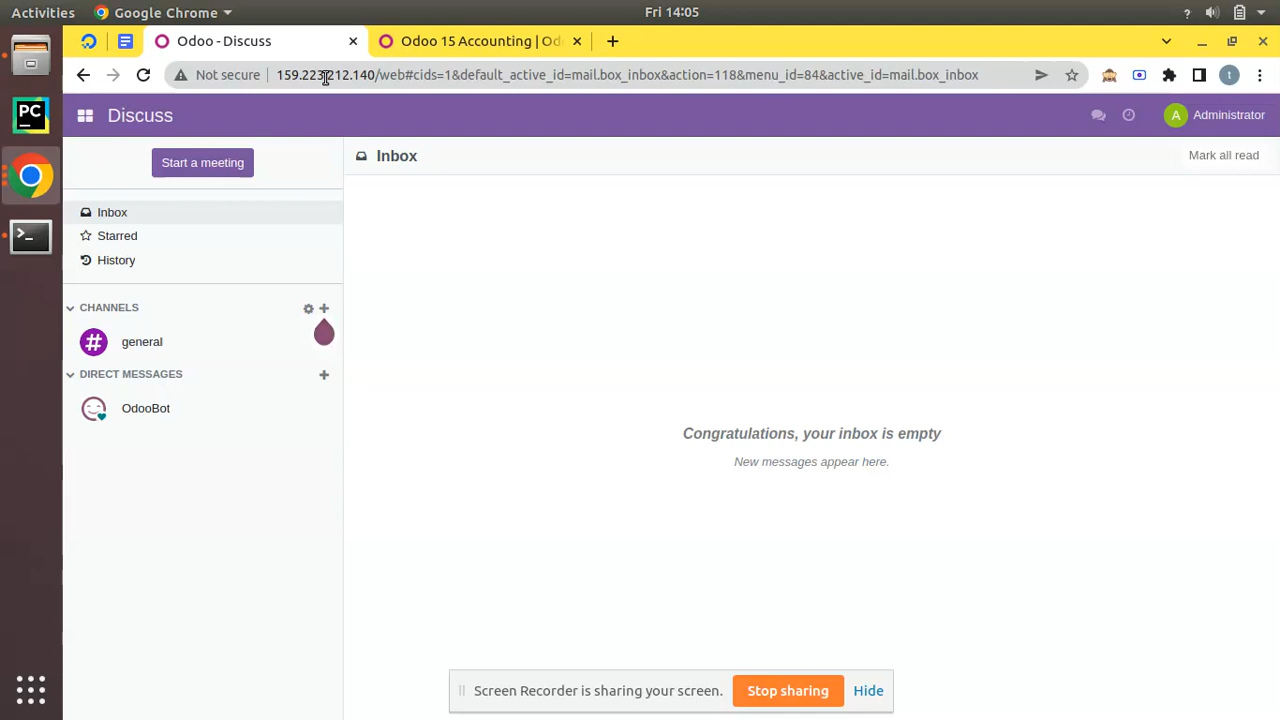 Activities
Google Chrome
Fri 14:05
?
Odoo - Discuss
Odoo 15 Accounting | Od
Not secure
159.223.212.140/web#cids=1&default_active_id=mail.box_inbox&action=118&menu_id=84&active_id=mail.box_inbox
t
PC
Discuss
A
Administrator
Start a meeting
Inbox
Mark all read
Inbox
Starred
History
CHANNELS
general
DIRECT MESSAGES
OdooBot
Congratulations, your inbox is empty
New messages appear here.
Screen Recorder is sharing your screen.
Stop sharing
Hide